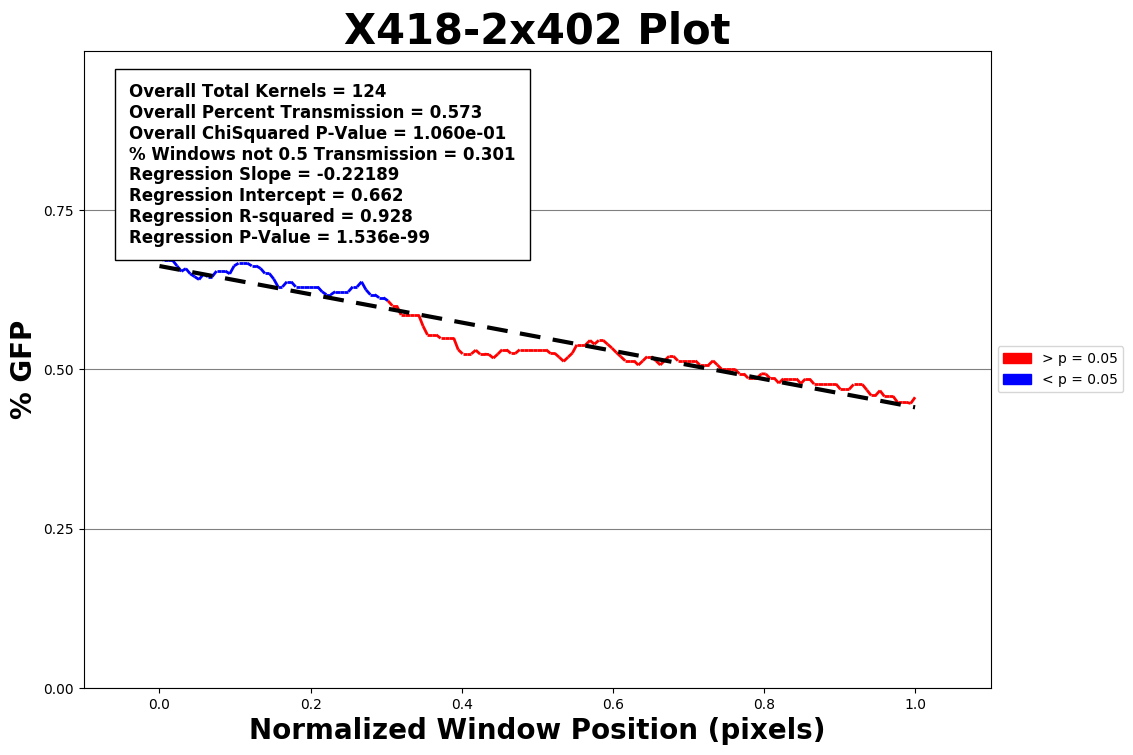 X418-2x402 Plot
Overall Total Kernels = 124
Overall Percent Transmission = 0.573
Overall ChiSquared P-Value = 1.060e-01
% Windows not 0.5 Transmission = 0.301
Regression Slope = -0.22189
Regression Intercept = 0.662
Regression R-squared = 0.928
Regression P-Value = 1.536e-99
% GFP
0.75
0.50
0.25
0.00
> p = 0.05
< p = 0.05
0.0 0.2 0.4 0.6 0.8 1.0
Normalized Window Position (pixels)